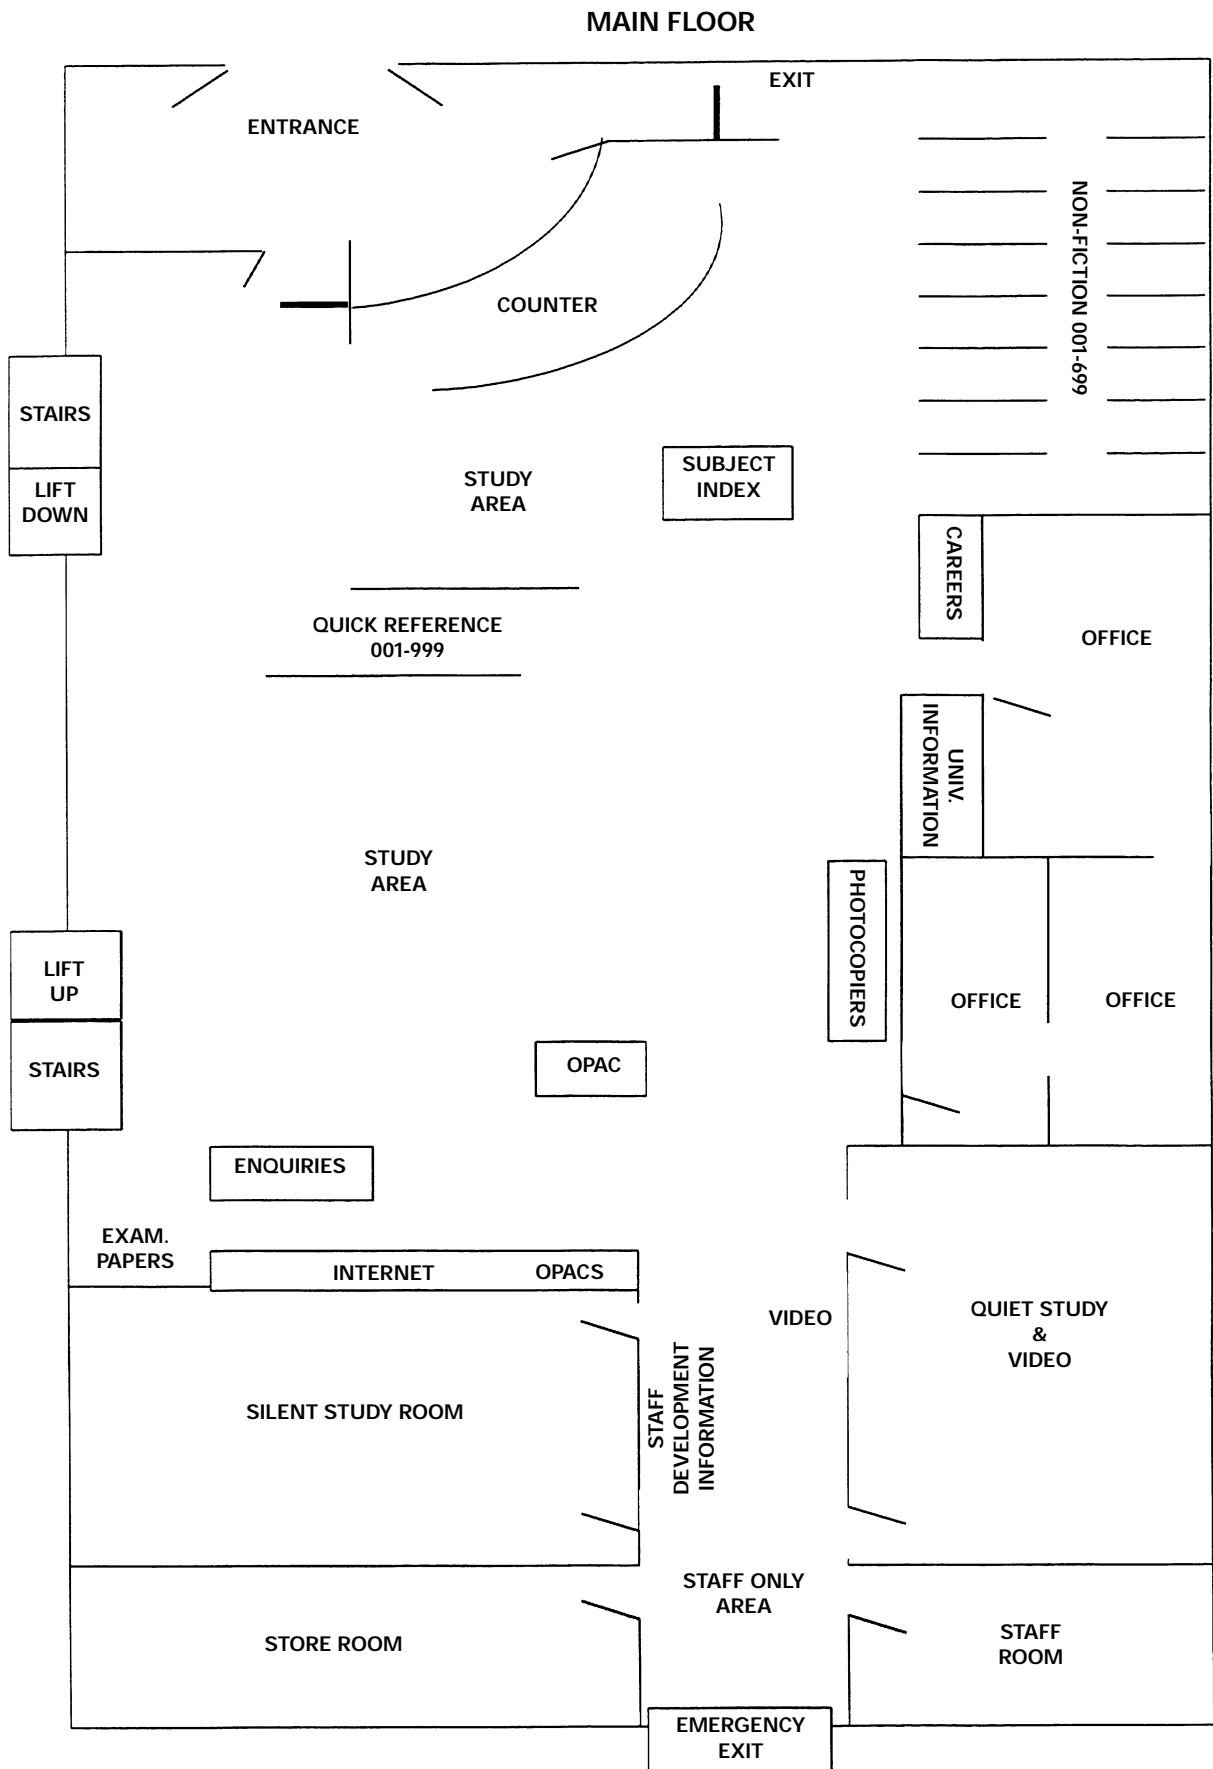 MAIN FLOOR
EXIT
ENTRANCE
NON-FICTION 001-699
COUNTER
STAIRS
LIFT
DOWN
STUDY
AREA
SUBJECT
INDEX
CAREERS
QUICK REFERENCE
001-999
OFFICE
UNIV.
INFORMATION
STUDY
AREA
PHOTOCOPIERS
LIFT
UP
OFFICE
OFFICE
STAIRS
OPAC
ENQUIRIES
EXAM.
PAPERS
INTERNET
OPACS
VIDEO
QUIET STUDY
&
VIDEO
STAFF
DEVELOPMENT
INFORMATION
SILENT STUDY ROOM
STAFF ONLY
AREA
STORE ROOM
STAFF
ROOM
EMERGENCY
EXIT